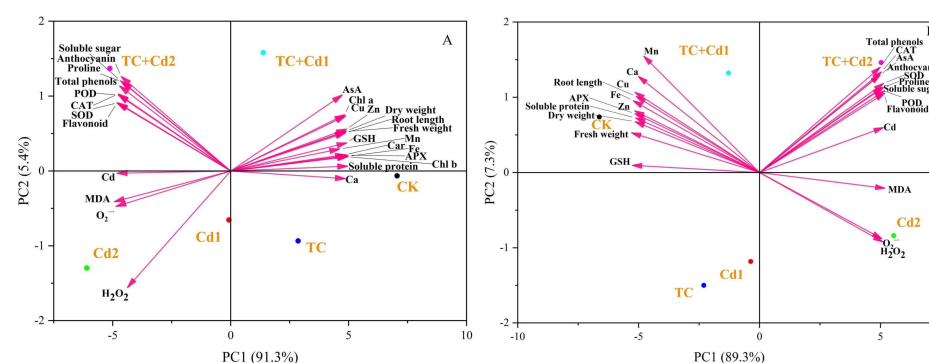 A
TC+Cd2
TC+Cd1
Soluble sugar
Anthocyanin
Proline
Total phenols
POD
CAT
SOD
Flavonoid
AsA
Chl a
Cu Zn
Dry weight
Root length
Fresh weight
GSH
Mn
Car
Fe
APX
Chl b
Soluble protein
Ca
CK
Cd
MDA
O2·−
Cd1
TC
Cd2
H2O2
2
1
0
-1
-2
-5
0
5
10
PC2 (5.4%)
PC1 (91.3%)
TC+Cd1
TC+Cd2
Mn
Ca
Cu
Root length
Fe
APX
Zn
Soluble protein
Dry weight
CK
Fresh weight
GSH
Total phenols
CAT
AsA
Anthocyan
SOD
Proline
Soluble sug
POD
Flavonoid
Cd
MDA
Cd2
O2·−
H2O2
Cd1
TC
2
1
0
-1
-2
-10
-5
0
5
PC2 (7.3%)
PC1 (89.3%)